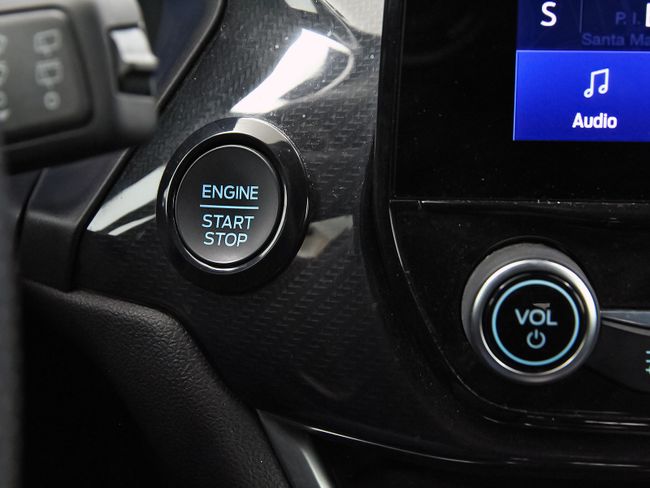 S
P. I.
Santa Ma
Audio
ENGINE
START
STOP
VOL